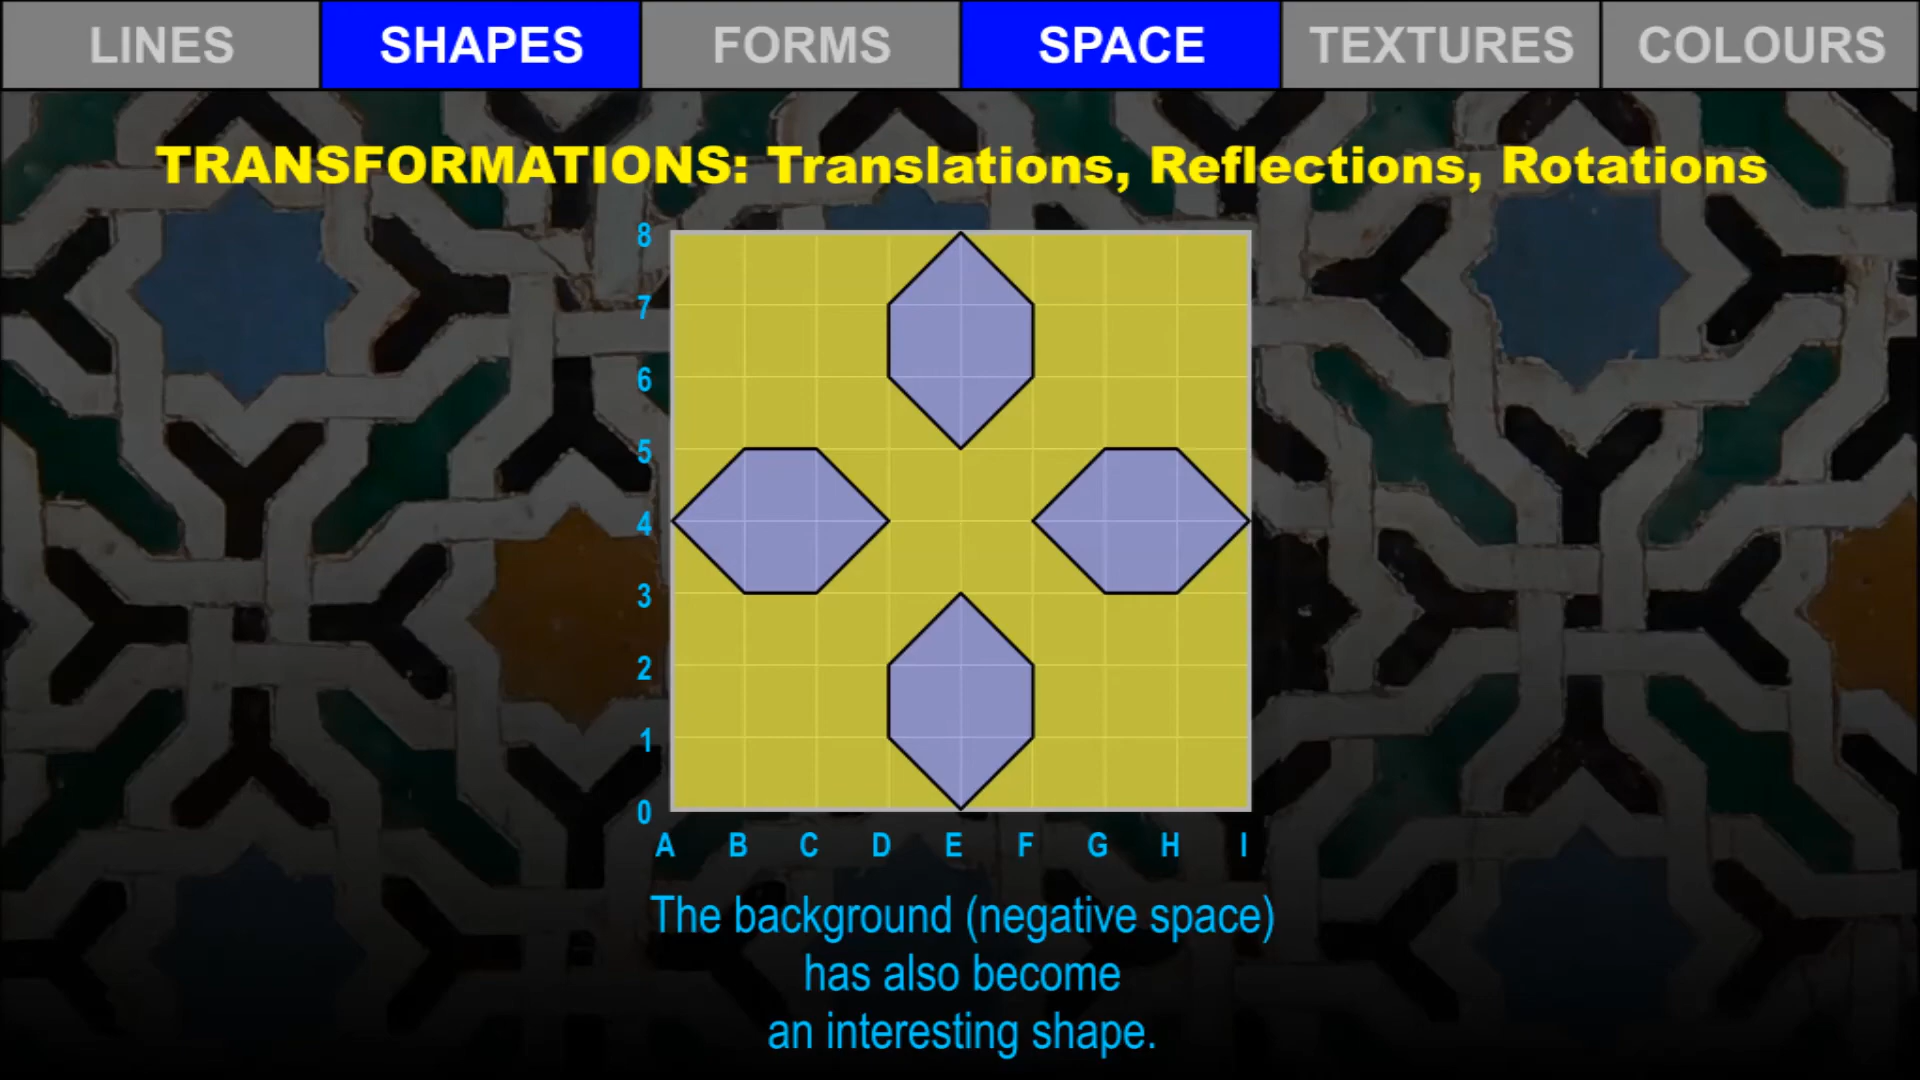 LINES SHAPES FORMS SPACE TEXTURES COLOURS
TRANSFORMATIONS: Translations, Reflections, Rotations
8
7
6
5
4
3
2
1
0
A B C D E F G H I
The background (negative space)
has also become
an interesting shape.